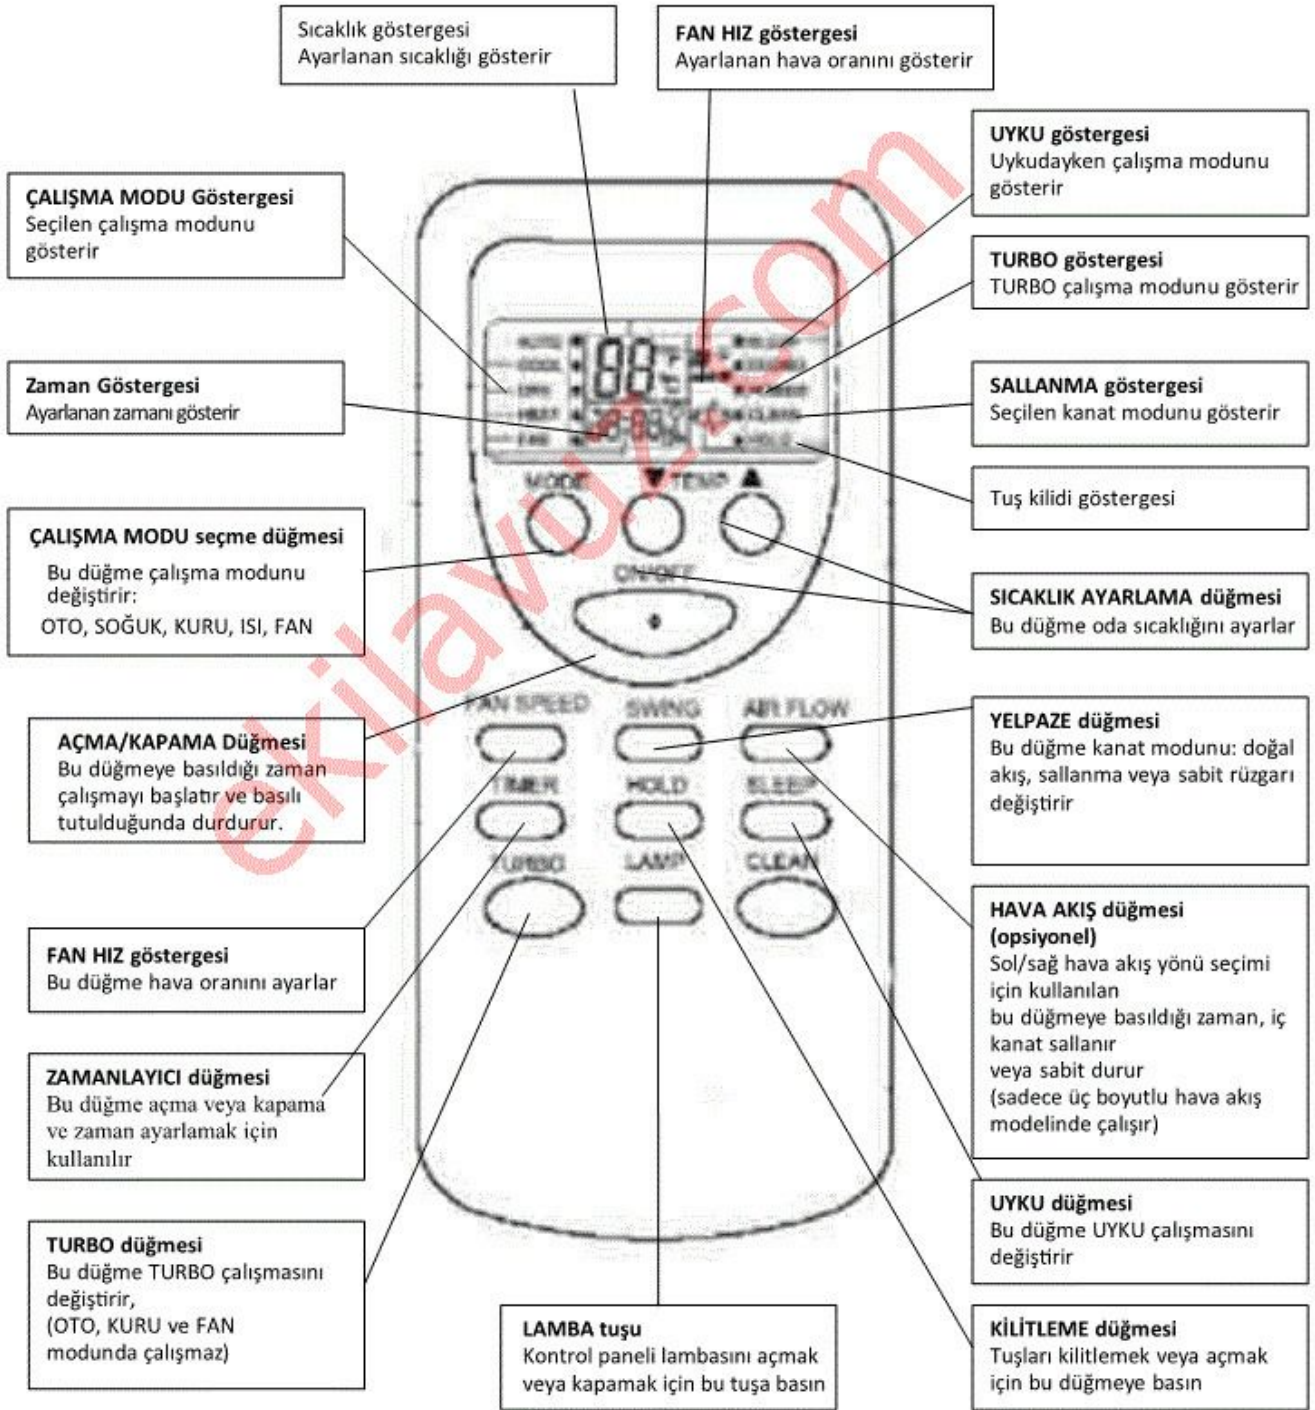 Sıcaklık göstergesi
Ayarlanan sıcaklığı gösterir
FAN HIZ göstergesi
Ayarlanan hava oranını gösterir
UYKU göstergesi
Uykudayken çalışma modunu
gösterir
ÇALIŞMA MODU Göstergesi
Seçilen çalışma modunu
gösterir
TURBO göstergesi
TURBO çalışma modunu gösterir
Zaman Göstergesi
Ayarlanan zamanı gösterir
SALLANMA göstergesi
Seçilen kanat modunu gösterir
Tuş kilidi göstergesi
AUTO
COOL
DRY
HEAT
FAN
88
HOLD
MODE ▼ TEMP ▲
ON/OFF
ÇALIŞMA MODU seçme düğmesi
Bu düğme çalışma modunu
değiştirir:
OTO, SOĞUK, KURU, ISI, FAN
SICAKLIK AYARLAMA düğmesi
Bu düğme oda sıcaklığını ayarlar
FAN SPEED SWING AIR FLOW
TIMER HOLD SLEEP
TURBO LAMP CLEAN
AÇMA/KAPAMA Düğmesi
Bu düğmeye basıldığı zaman
çalışmayı başlatır ve basılı
tutulduğunda durdurur.
YELPAZE düğmesi
Bu düğme kanat modunu: doğal
akış, sallanma veya sabit rüzgarı
değiştirir
FAN HIZ göstergesi
Bu düğme hava oranını ayarlar
HAVA AKIŞ düğmesi
(opsiyonel)
Sol/sağ hava akış yönü seçimi
için kullanılan
bu düğmeye basıldığı zaman, iç
kanat sallanır
veya sabit durur
(sadece üç boyutlu hava akış
modelinde çalışır)
ZAMANLAYICI düğmesi
Bu düğme açma veya kapama
ve zaman ayarlamak için
kullanılır
UYKU düğmesi
Bu düğme UYKU çalışmasını
değiştirir
TURBO düğmesi
Bu düğme TURBO çalışmasını
değiştirir,
(OTO, KURU ve FAN
modunda çalışmaz)
LAMBA tuşu
Kontrol paneli lambasını açmak
veya kapamak için bu tuşa basın
KİLİTLEME düğmesi
Tuşları kilitlemek veya açmak
için bu düğmeye basın
ekilavuz.com